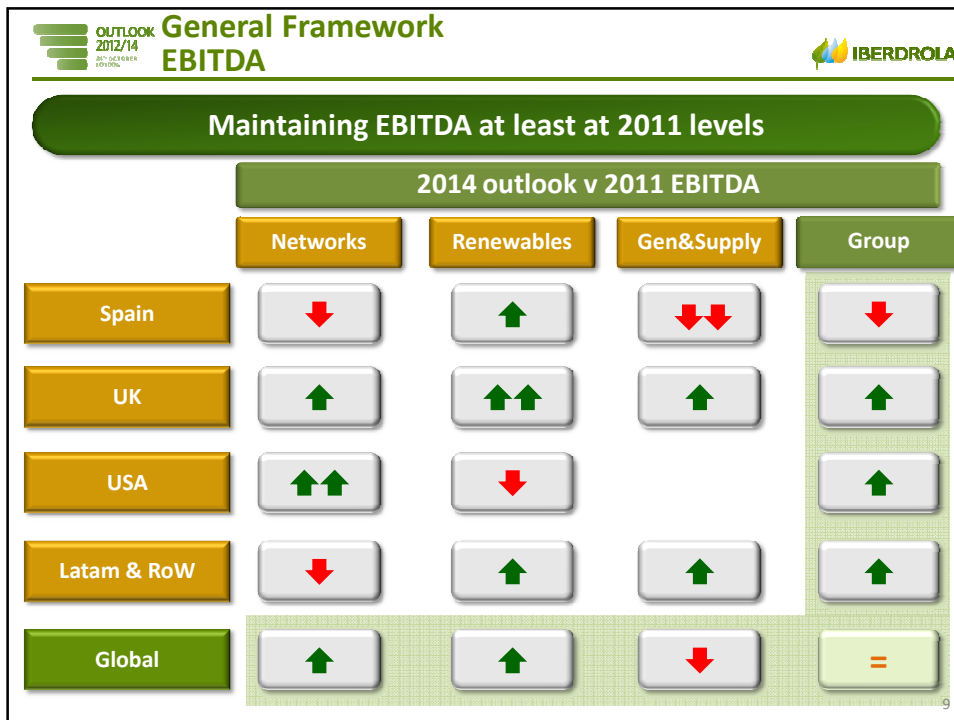 OUTLOOK
2012/14
General Framework
EBITDA
IBERDROLA
Maintaining EBITDA at least at 2011 levels
2014 outlook v 2011 EBITDA
Networks Renewables Gen&Supply Group
Spain
UK
USA
Latam & RoW
Global =
9